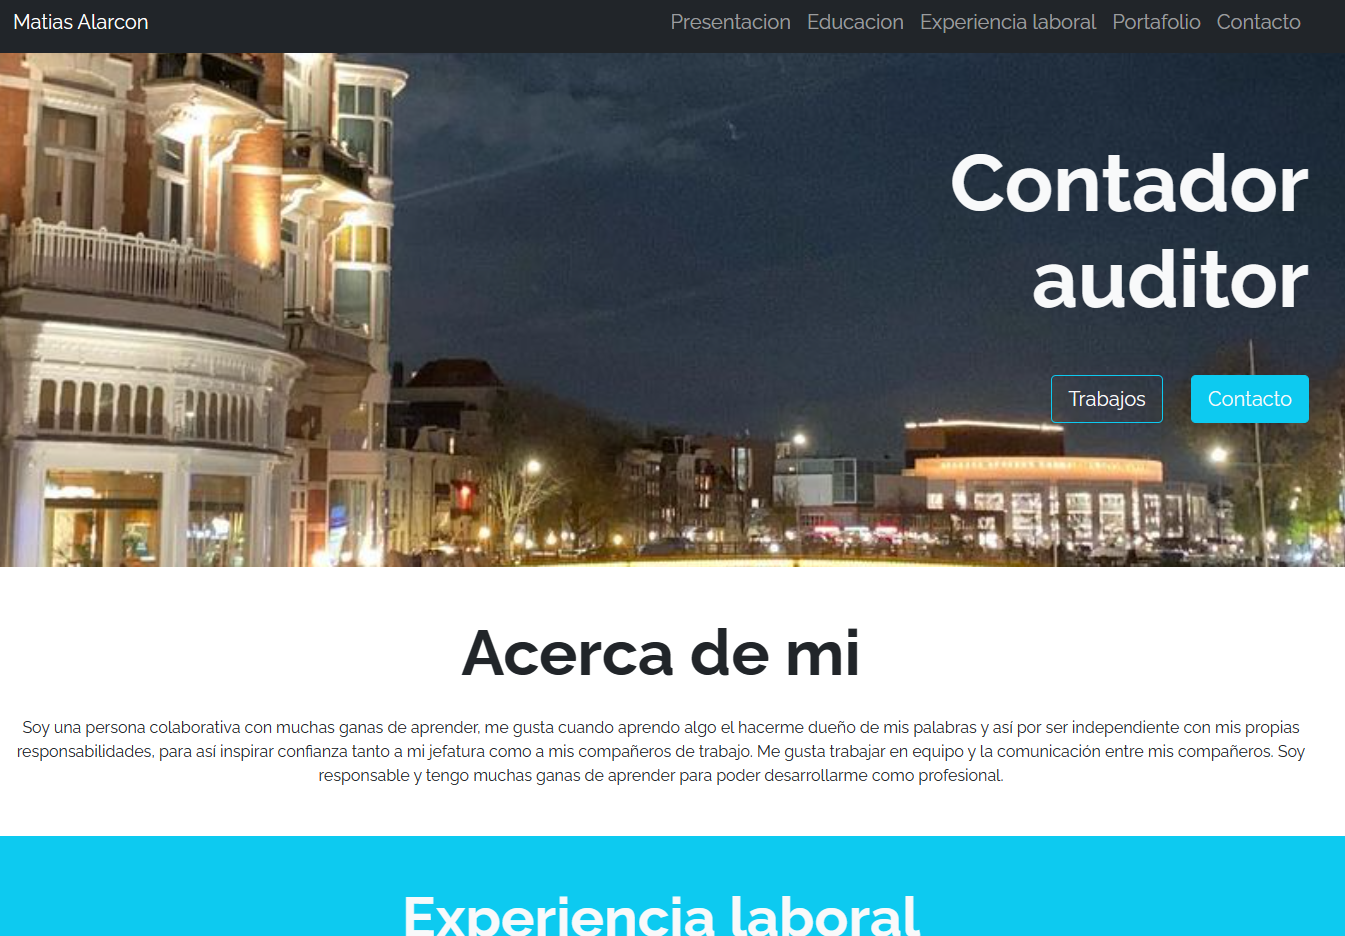 Matias Alarcon
Presentacion Educacion Experiencia laboral Portafolio Contacto
Contador
auditor
Trabajos Contacto
Acerca de mi
Soy una persona colaborativa con muchas ganas de aprender, me gusta cuando aprendo algo el hacerme dueño de mis palabras y así por ser independiente con mis propias
responsabilidades, para así inspirar confianza tanto a mi jefatura como a mis compañeros de trabajo. Me gusta trabajar en equipo y la comunicación entre mis compañeros. Soy
responsable y tengo muchas ganas de aprender para poder desarrollarme como profesional.
Experiencia laboral